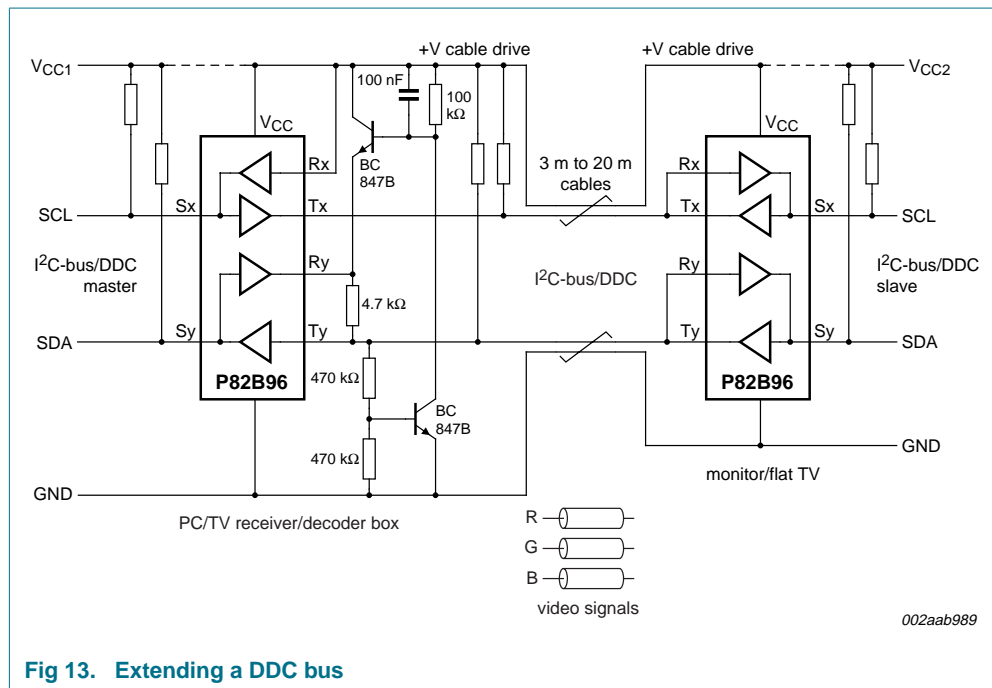 +V cable drive
+V cable drive
VCC1
VCC2
100 nF
100
kΩ
VCC
VCC
BC
847B
3 m to 20 m
cables
Rx
Rx
Sx
Tx
Tx
Sx
SCL
SCL
I²C-bus/DDC
master
Ry
Ry
I²C-bus/DDC
I²C-bus/DDC
slave
4.7 kΩ
Sy
Ty
Ty
Sy
SDA
SDA
P82B96
P82B96
470 kΩ
BC
847B
470 kΩ
GND
monitor/flat TV
GND
PC/TV receiver/decoder box
R
G
B
video signals
002aab989
Fig 13. Extending a DDC bus